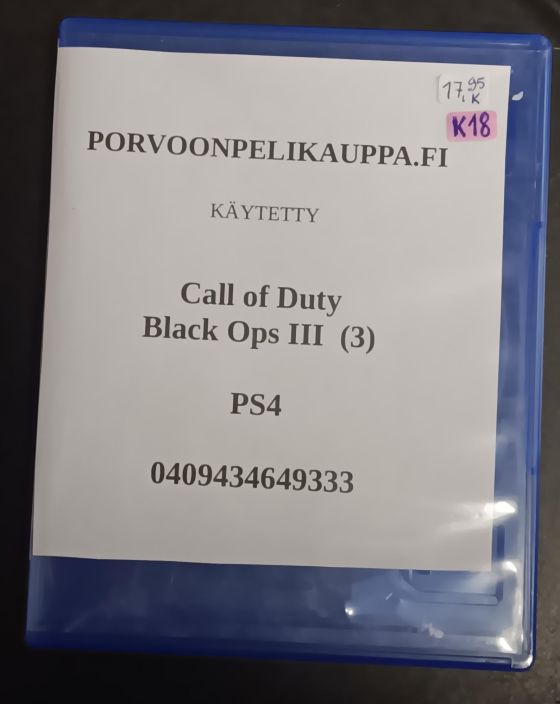 17,95
K
K18
PORVOONPELIKAUPPA.FI
KÄYTETTY
Call of Duty
Black Ops III (3)
PS4
0409434649333